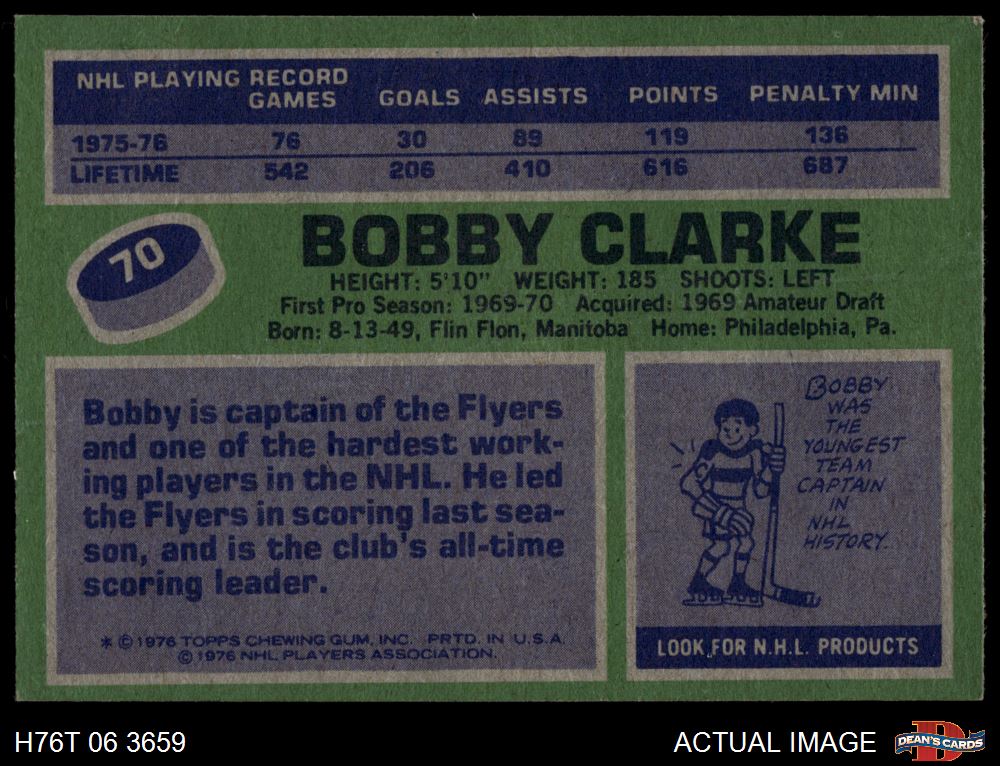 NHL PLAYING RECORD
GAMES GOALS ASSISTS POINTS PENALTY MIN
1975-76 76 30 89 119 136
LIFETIME 542 206 410 616 687
70
BOBBY CLARKE
HEIGHT: 5'10" WEIGHT: 185 SHOOTS: LEFT
First Pro Season: 1969-70 Acquired: 1969 Amateur Draft
Born: 8-13-49, Flin Flon, Manitoba Home: Philadelphia, Pa.
Bobby is captain of the Flyers
and one of the hardest work-
ing players in the NHL. He led
the Flyers in scoring last sea-
son, and is the club's all-time
scoring leader.
* © 1976 TOPPS CHEWING GUM, INC. PRTD. IN U.S.A.
© 1976 NHL PLAYERS ASSOCIATION.
BOBBY
WAS
THE
YOUNGEST
TEAM
CAPTAIN
IN
NHL
HISTORY.
LOOK FOR N.H.L. PRODUCTS
H76T 06 3659
ACTUAL IMAGE
DEAN'S CARDS